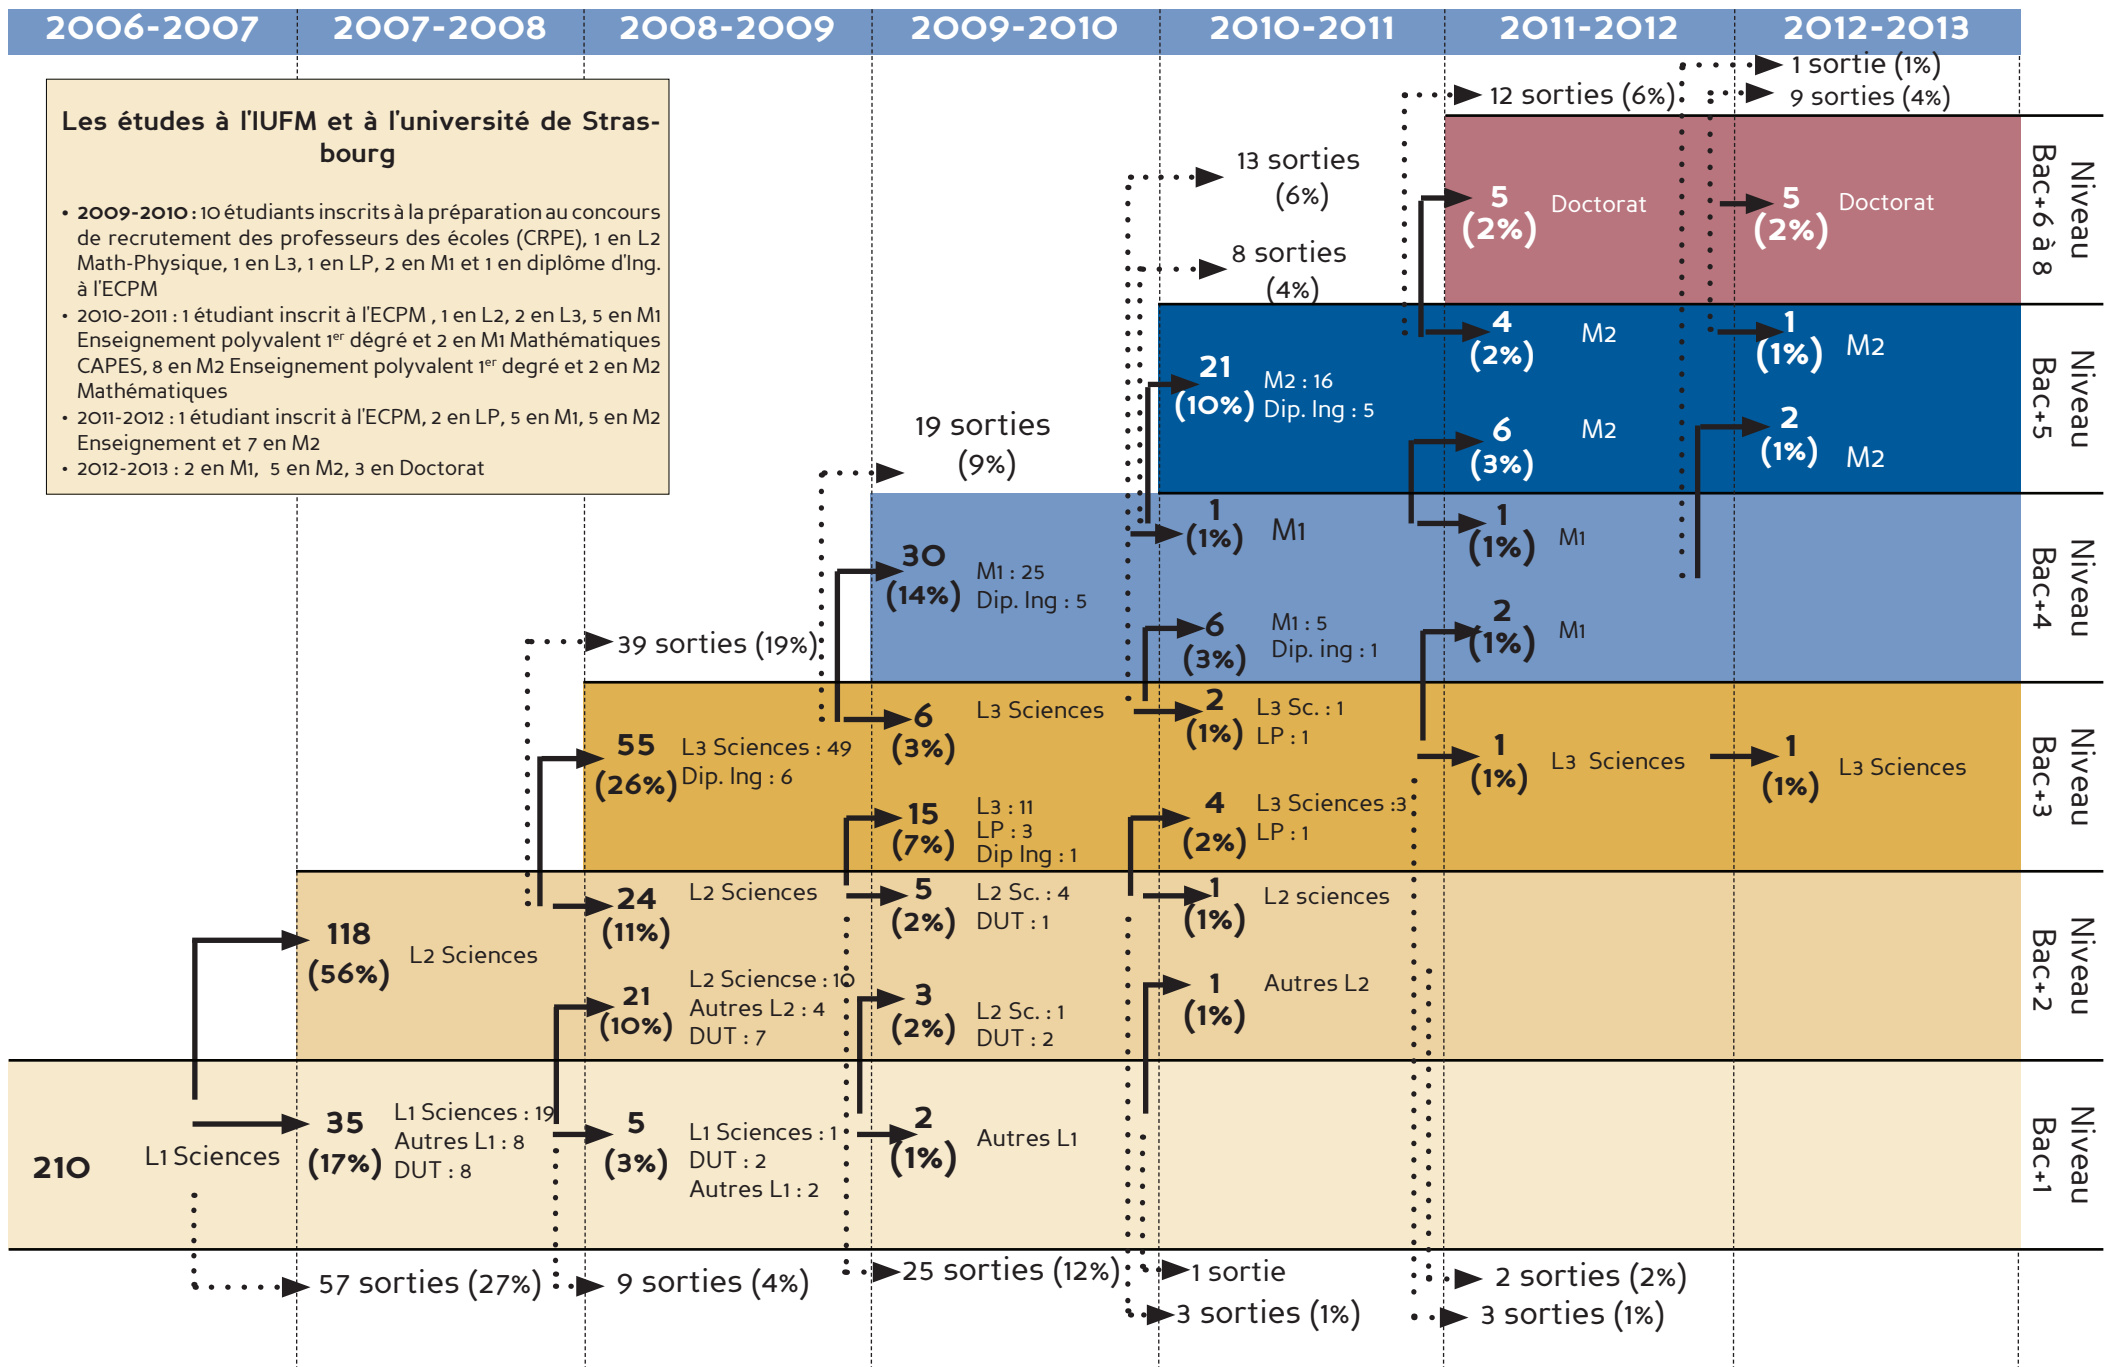 2006-2007
2007-2008
2008-2009
2009-2010
2010-2011
2011-2012
2012-2013
Les études à l'IUFM et à l'université de Stras-
bourg
• 2009-2010 : 10 étudiants inscrits à la préparation au concours
de recrutement des professeurs des écoles (CRPE), 1 en L2
Math-Physique, 1 en L3, 1 en LP, 2 en M1 et 1 en diplôme d'Ing.
à l'ECPM
• 2010-2011 : 1 étudiant inscrit à l'ECPM , 1 en L2, 2 en L3, 5 en M1
Enseignement polyvalent 1er dégré et 2 en M1 Mathématiques
CAPES, 8 en M2 Enseignement polyvalent 1er degré et 2 en M2
Mathématiques
• 2011-2012 : 1 étudiant inscrit à l'ECPM, 2 en LP, 5 en M1, 5 en M2
Enseignement et 7 en M2
• 2012-2013 : 2 en M1, 5 en M2, 3 en Doctorat
1 sortie (1%)
12 sorties (6%)
9 sorties (4%)
13 sorties
(6%)
8 sorties
(4%)
5
(2%)
Doctorat
5
(2%)
Doctorat
Niveau
Bac+6 à 8
21
(10%)
M2 : 16
Dip. Ing : 5
4
(2%)
M2
1
(1%)
M2
6
(3%)
M2
2
(1%)
M2
Niveau
Bac+5
19 sorties
(9%)
30
(14%)
M1 : 25
Dip. Ing : 5
1
(1%)
M1
1
(1%)
M1
6
(3%)
M1 : 5
Dip. ing : 1
2
(1%)
M1
Niveau
Bac+4
39 sorties (19%)
55
(26%)
L3 Sciences : 49
Dip. Ing : 6
6
(3%)
L3 Sciences
2
(1%)
L3 Sc. : 1
LP : 1
1
(1%)
L3 Sciences
1
(1%)
L3 Sciences
15
(7%)
L3 : 11
LP : 3
Dip Ing : 1
4
(2%)
L3 Sciences :3
LP : 1
Niveau
Bac+3
118
(56%)
L2 Sciences
24
(11%)
L2 Sciences
5
(2%)
L2 Sc. : 4
DUT : 1
1
(1%)
L2 sciences
21
(10%)
L2 Sciencse : 10
Autres L2 : 4
DUT : 7
3
(2%)
L2 Sc. : 1
DUT : 2
1
(1%)
Autres L2
Niveau
Bac+2
210
L1 Sciences
35
(17%)
L1 Sciences : 19
Autres L1 : 8
DUT : 8
5
(3%)
L1 Sciences : 1
DUT : 2
Autres L1 : 2
2
(1%)
Autres L1
Niveau
Bac+1
57 sorties (27%)
9 sorties (4%)
25 sorties (12%)
1 sortie
3 sorties (1%)
2 sorties (2%)
3 sorties (1%)